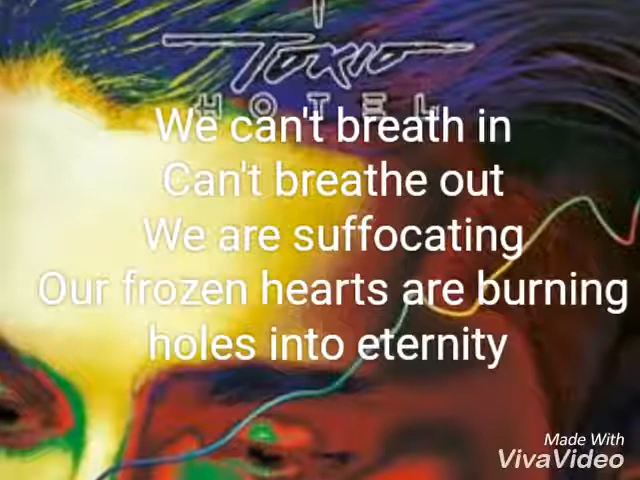 TOKIO
HOTEL
We can't breath in
Can't breathe out
We are suffocating
Our frozen hearts are burning
holes into eternity
Made With
VivaVideo